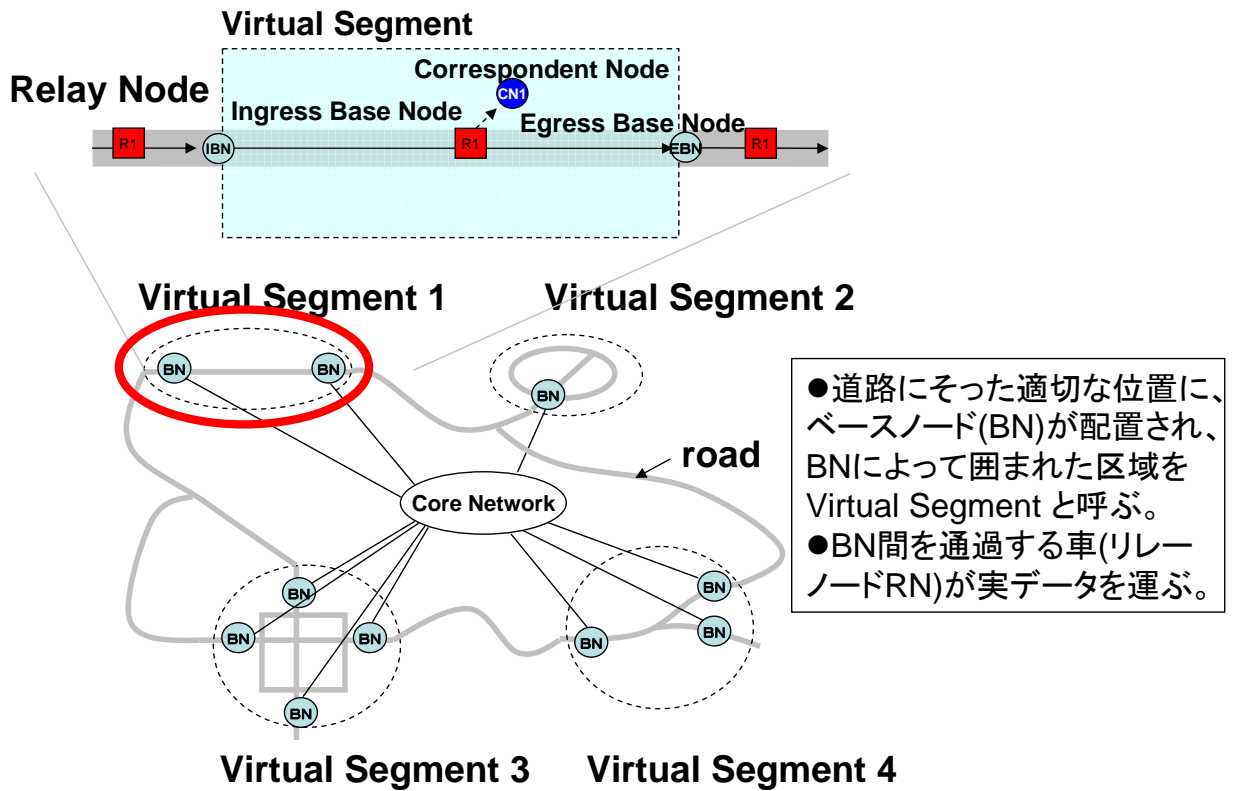 Virtual Segment
Correspondent Node
CN1
Relay Node
Ingress Base Node
Egress Base Node
R1
IBN
R1
EBN
R1
Virtual Segment 1
Virtual Segment 2
BN
BN
BN
road
Core Network
●道路にそった適切な位置に、
ベースノード(BN)が配置され、
BNによって囲まれた区域を
Virtual Segment と呼ぶ。
●BN間を通過する車(リレー
ノードRN)が実データを運ぶ。
BN
BN
BN
BN
BN
BN
BN
Virtual Segment 3
Virtual Segment 4